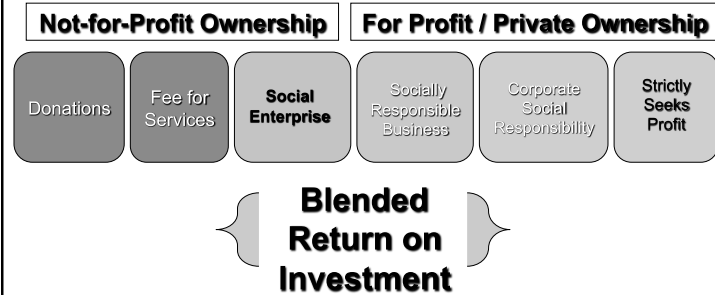 Not-for-Profit Ownership
For Profit / Private Ownership
Donations
Fee for
Services
Social
Enterprise
Socially
Responsible
Business
Corporate
Social
Responsibility
Strictly
Seeks
Profit
Blended
Return on
Investment